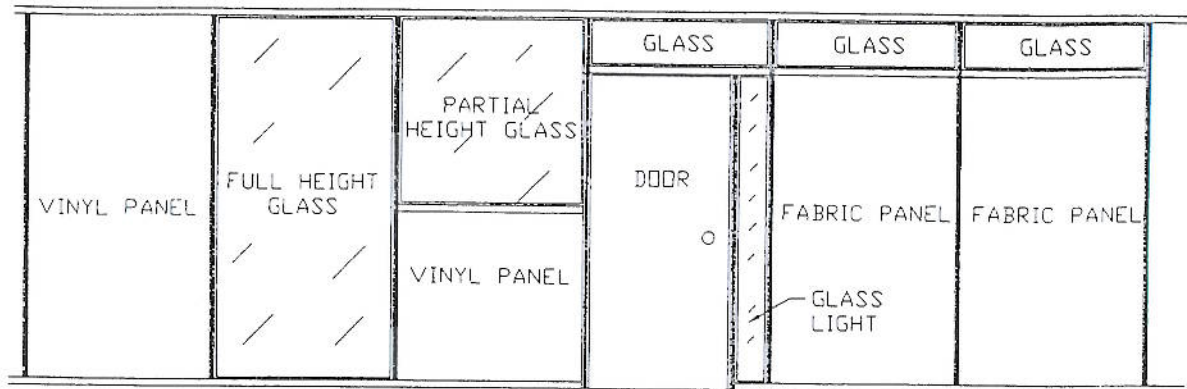 VINYL PANEL
FULL HEIGHT
GLASS
PARTIAL
HEIGHT GLASS
VINYL PANEL
GLASS
DOOR
GLASS
LIGHT
GLASS
FABRIC PANEL
GLASS
FABRIC PANEL